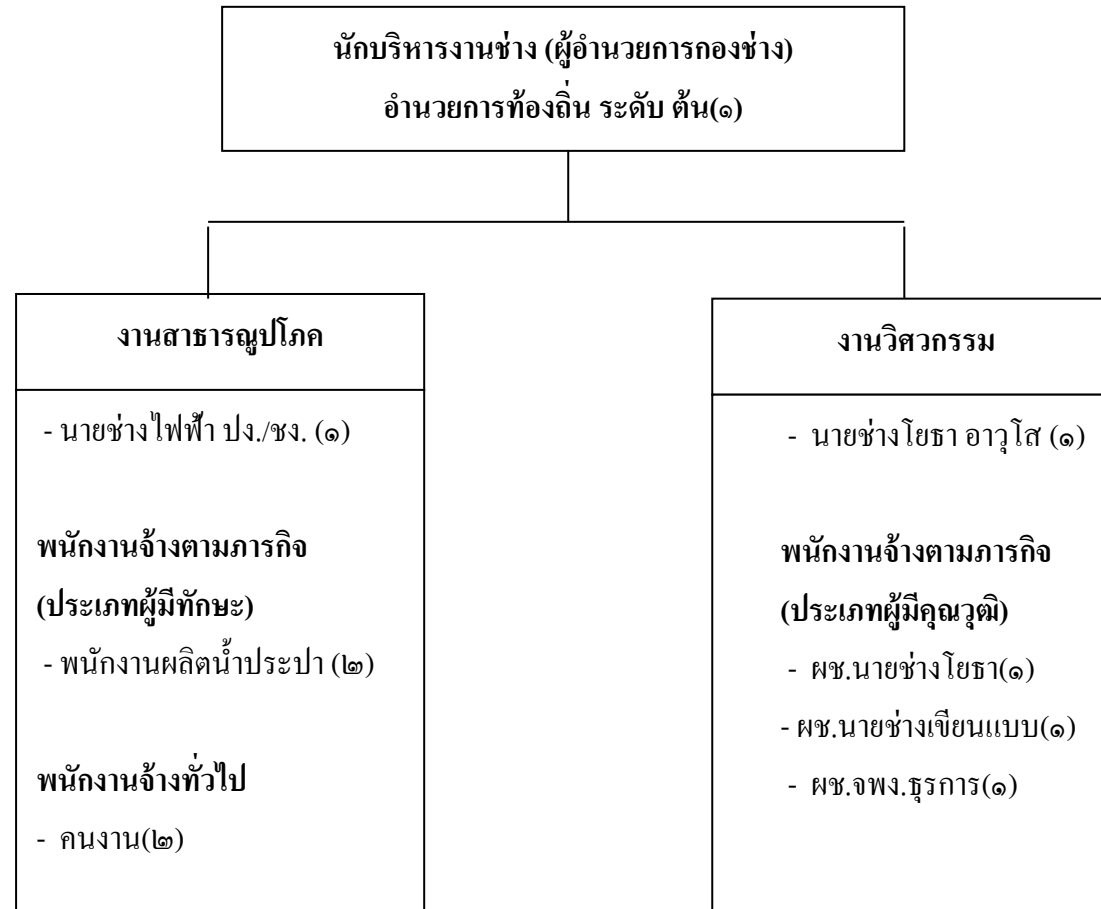 นักบริหารงานช่าง (ผู้อำนวยการกองช่าง)
อำนวยการท้องถิ่น ระดับ ต้น(๑)
งานสาธารณูปโภค
- นายช่างไฟฟ้า ปง./ชง. (๑)
พนักงานจ้างตามภารกิจ
(ประเภทผู้มีทักษะ)
- พนักงานผลิตน้ำประปา (๒)
พนักงานจ้างทั่วไป
- คนงาน(๒)
งานวิศวกรรม
- นายช่างโยธา อาวุโส (๑)
พนักงานจ้างตามภารกิจ
(ประเภทผู้มีคุณวุฒิ)
- ผช.นายช่างโยธา(๑)
- ผช.นายช่างเขียนแบบ(๑)
- ผช.จพง.ธุรการ(๑)